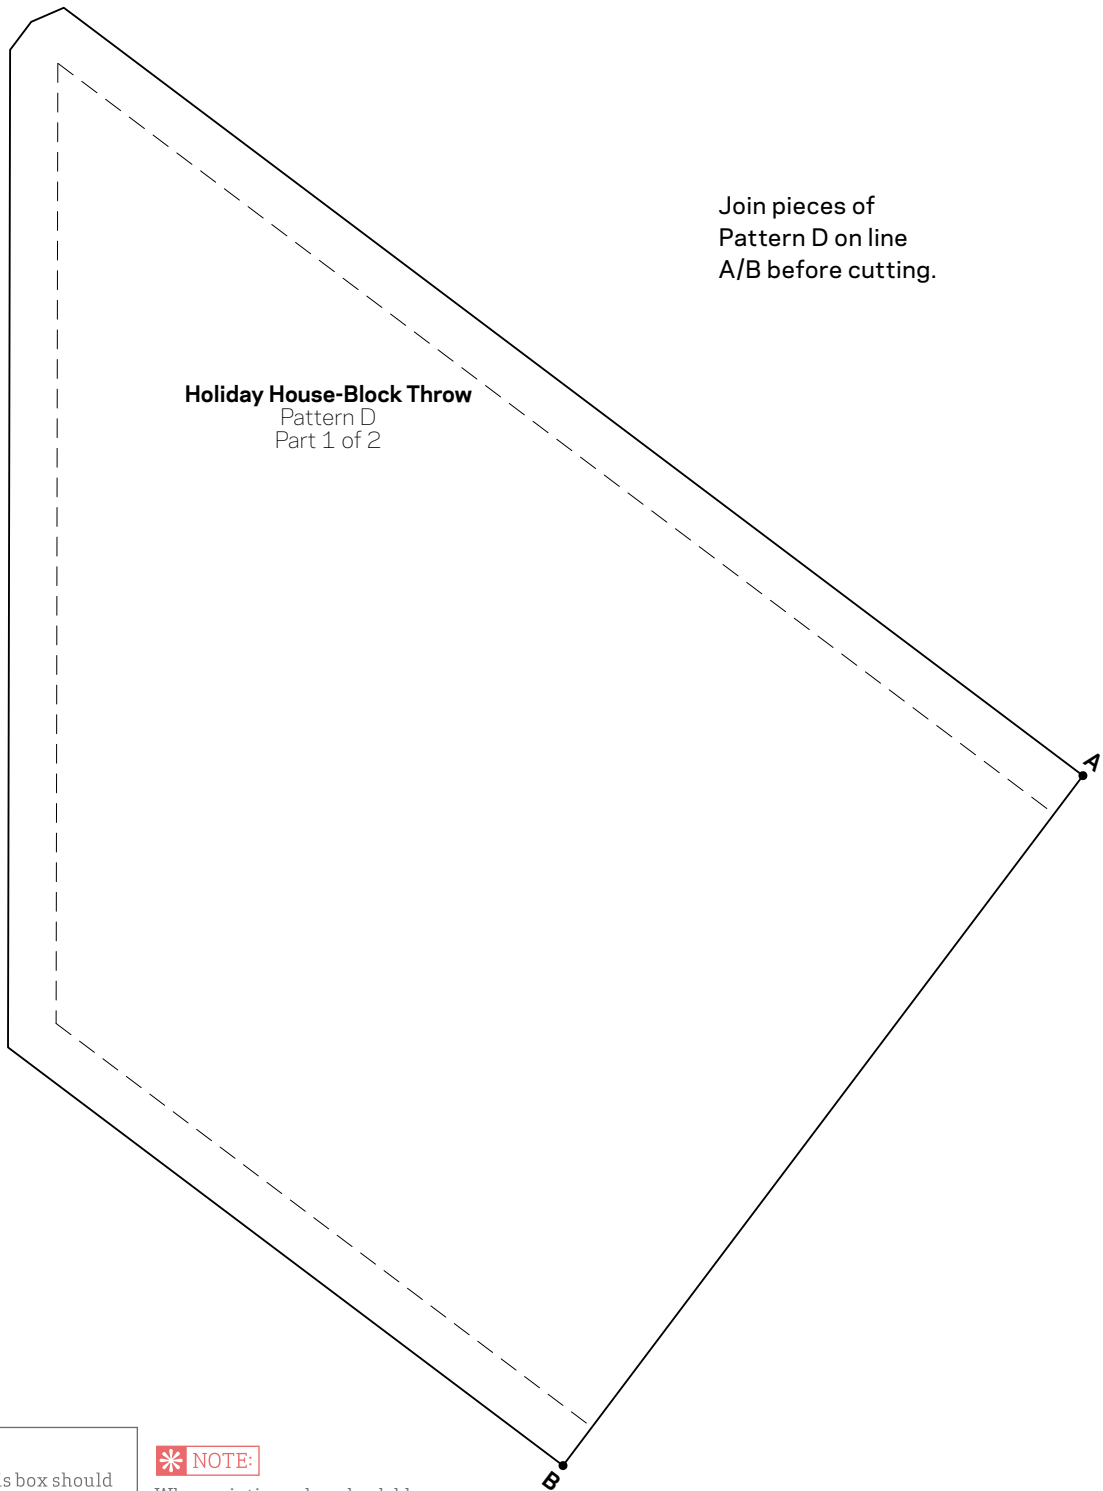 Join pieces of
Pattern D on line
A/B before cutting.
Holiday House-Block Throw
Pattern D
Part 1 of 2
A
B
box should
NOTE: